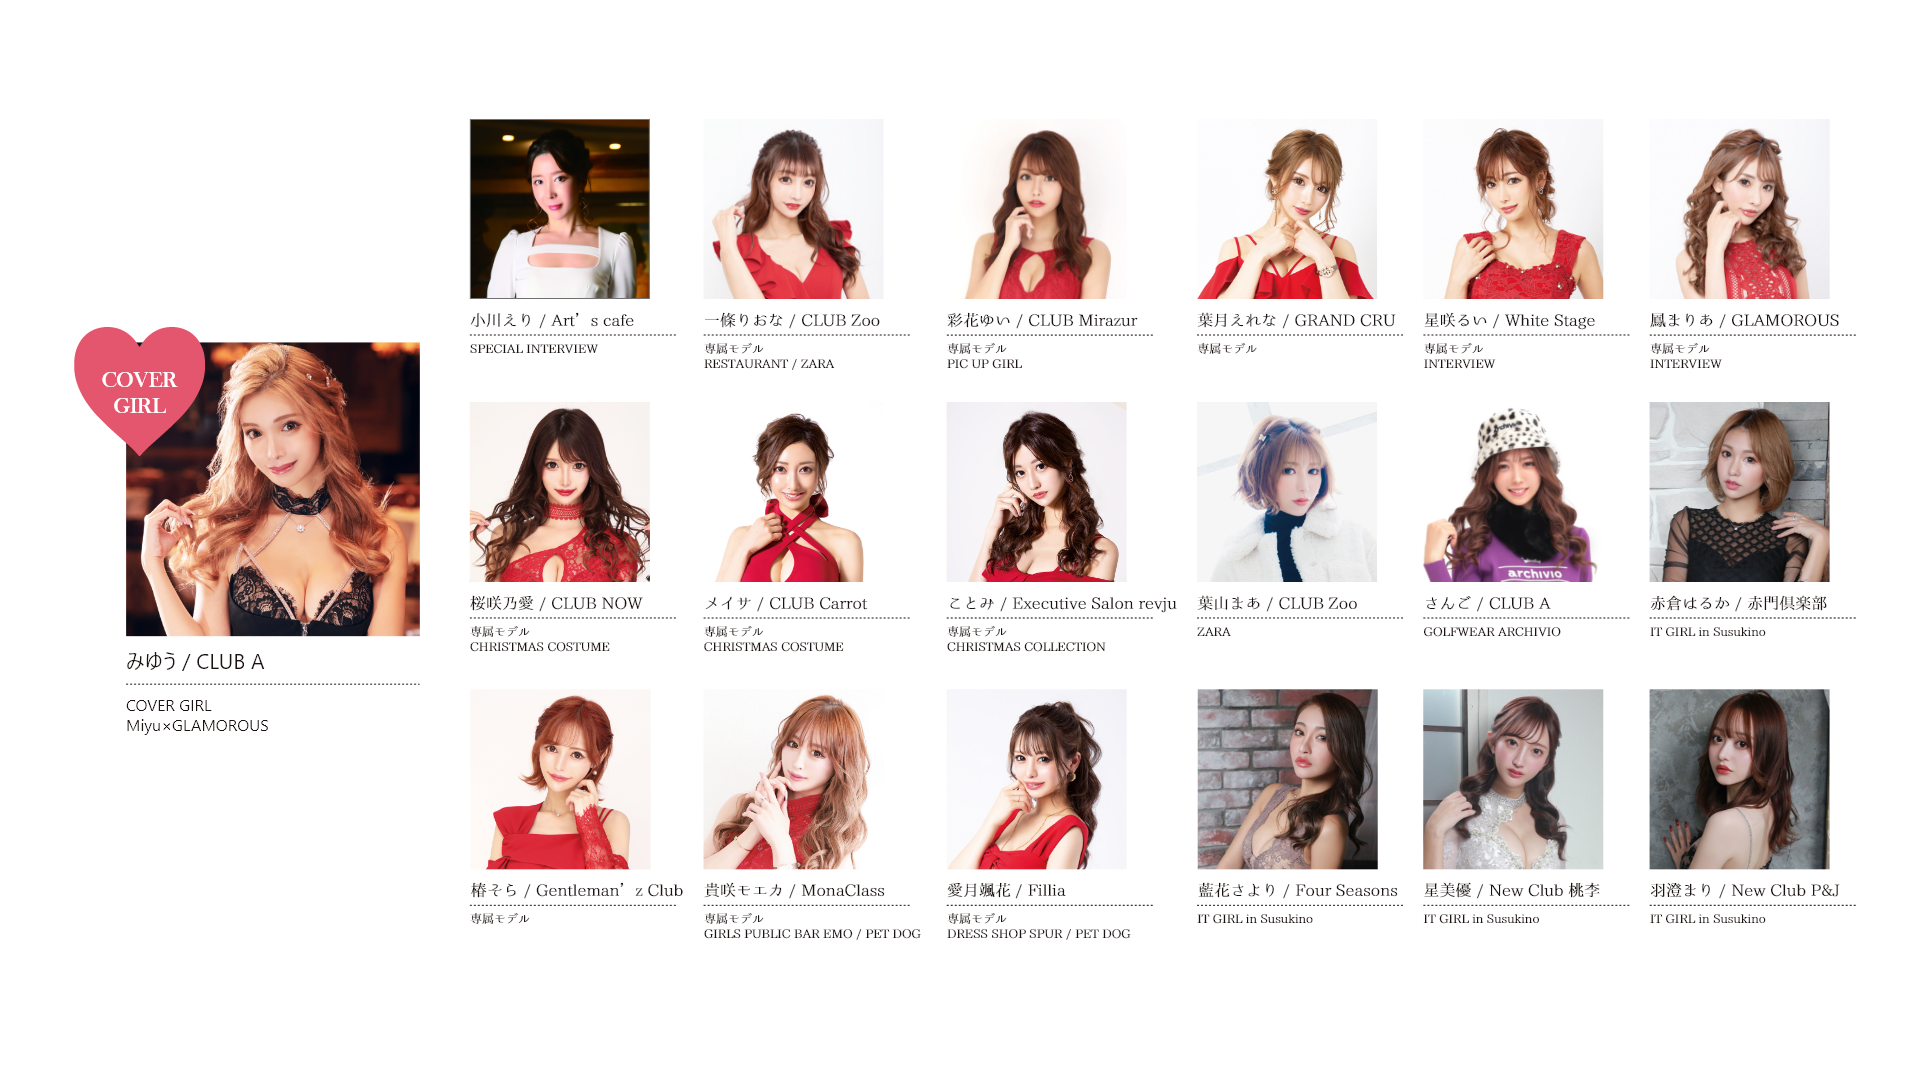 COVER
GIRL
みゆう / CLUB A
COVER GIRL
Miyu×GLAMOROUS
小川えり / Art’s cafe
SPECIAL INTERVIEW
一條りおな / CLUB Zoo
専属モデル
RESTAURANT / ZARA
彩花ゆい / CLUB Mirazur
専属モデル
PIC UP GIRL
葉月えれな / GRAND CRU
専属モデル
星咲るい / White Stage
専属モデル
INTERVIEW
鳳まりあ / GLAMOROUS
専属モデル
INTERVIEW
桜咲乃愛 / CLUB NOW
専属モデル
CHRISTMAS COSTUME
メイサ / CLUB Carrot
専属モデル
CHRISTMAS COSTUME
ことみ / Executive Salon revju
専属モデル
CHRISTMAS COLLECTION
葉山まあ / CLUB Zoo
ZARA
archivio
さんご / CLUB A
GOLFWEAR ARCHIVIO
赤倉はるか / 赤門倶楽部
IT GIRL in Susukino
椿そら / Gentleman’z Club
専属モデル
貴咲モエカ / MonaClass
専属モデル
GIRLS PUBLIC BAR EMO / PET DOG
愛月颯花 / Fillia
専属モデル
DRESS SHOP SPUR / PET DOG
藍花さより / Four Seasons
IT GIRL in Susukino
星美優 / New Club 桃李
IT GIRL in Susukino
羽澄まり / New Club P&J
IT GIRL in Susukino